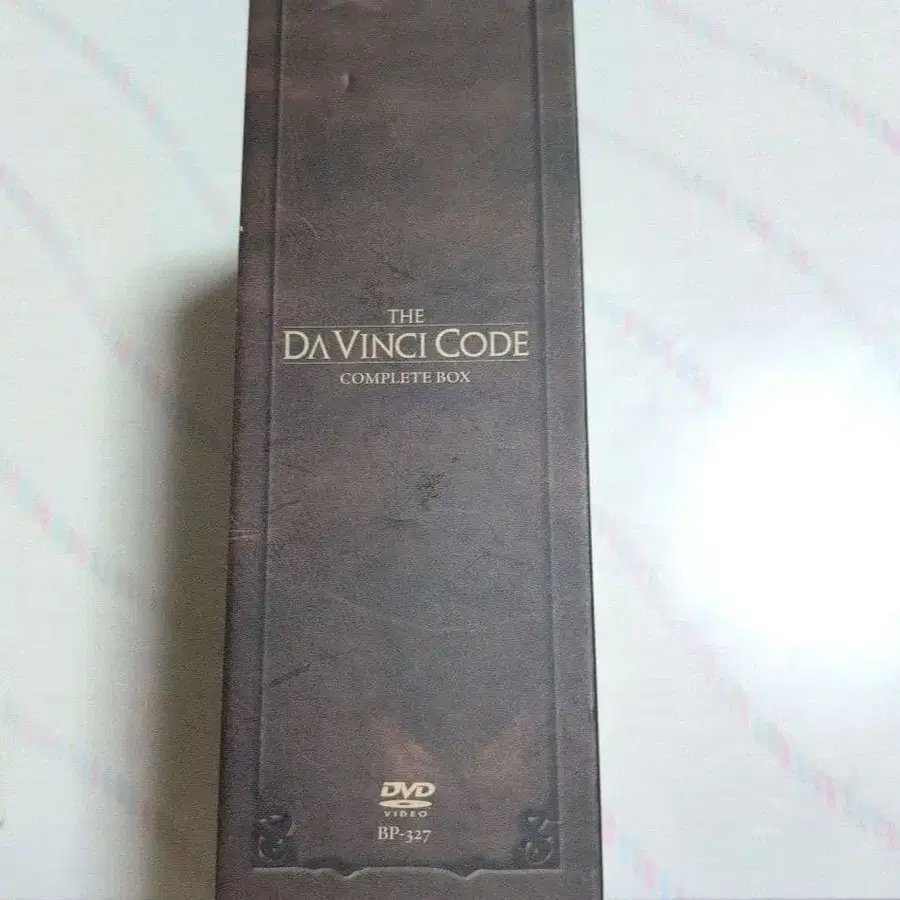 THE
DA VINCI CODE
COMPLETE BOX
DVD
VIDEO
BP-327